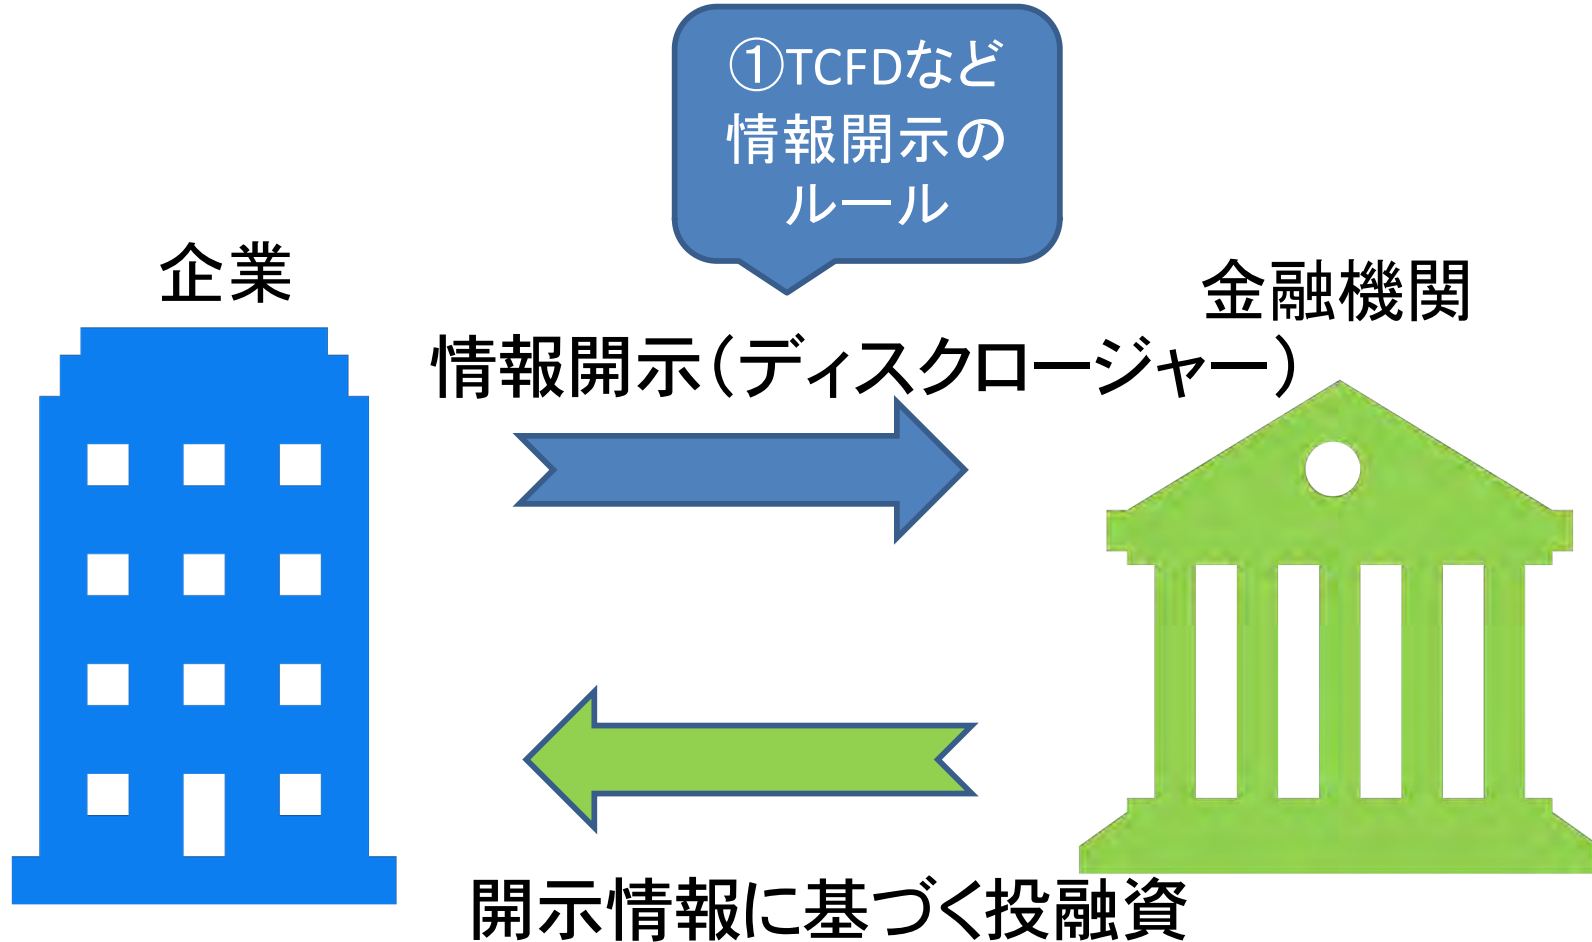 ①TCFDなど
情報開示の
ルール
企業
金融機関
情報開示(ディスクロージャー)
開示情報に基づく投融資